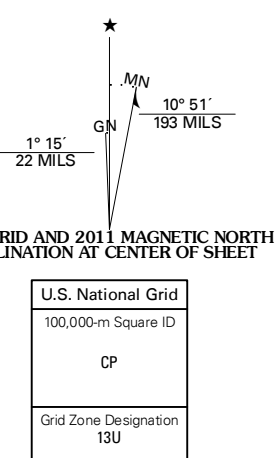 ★
MN
GN
10° 51´
193 MILS
1° 15´
22 MILS
RID AND 2011 MAGNETIC NORTH
LINATION AT CENTER OF SHEET
U.S. National Grid
100,000-m Square ID
CP
Grid Zone Designation
13U